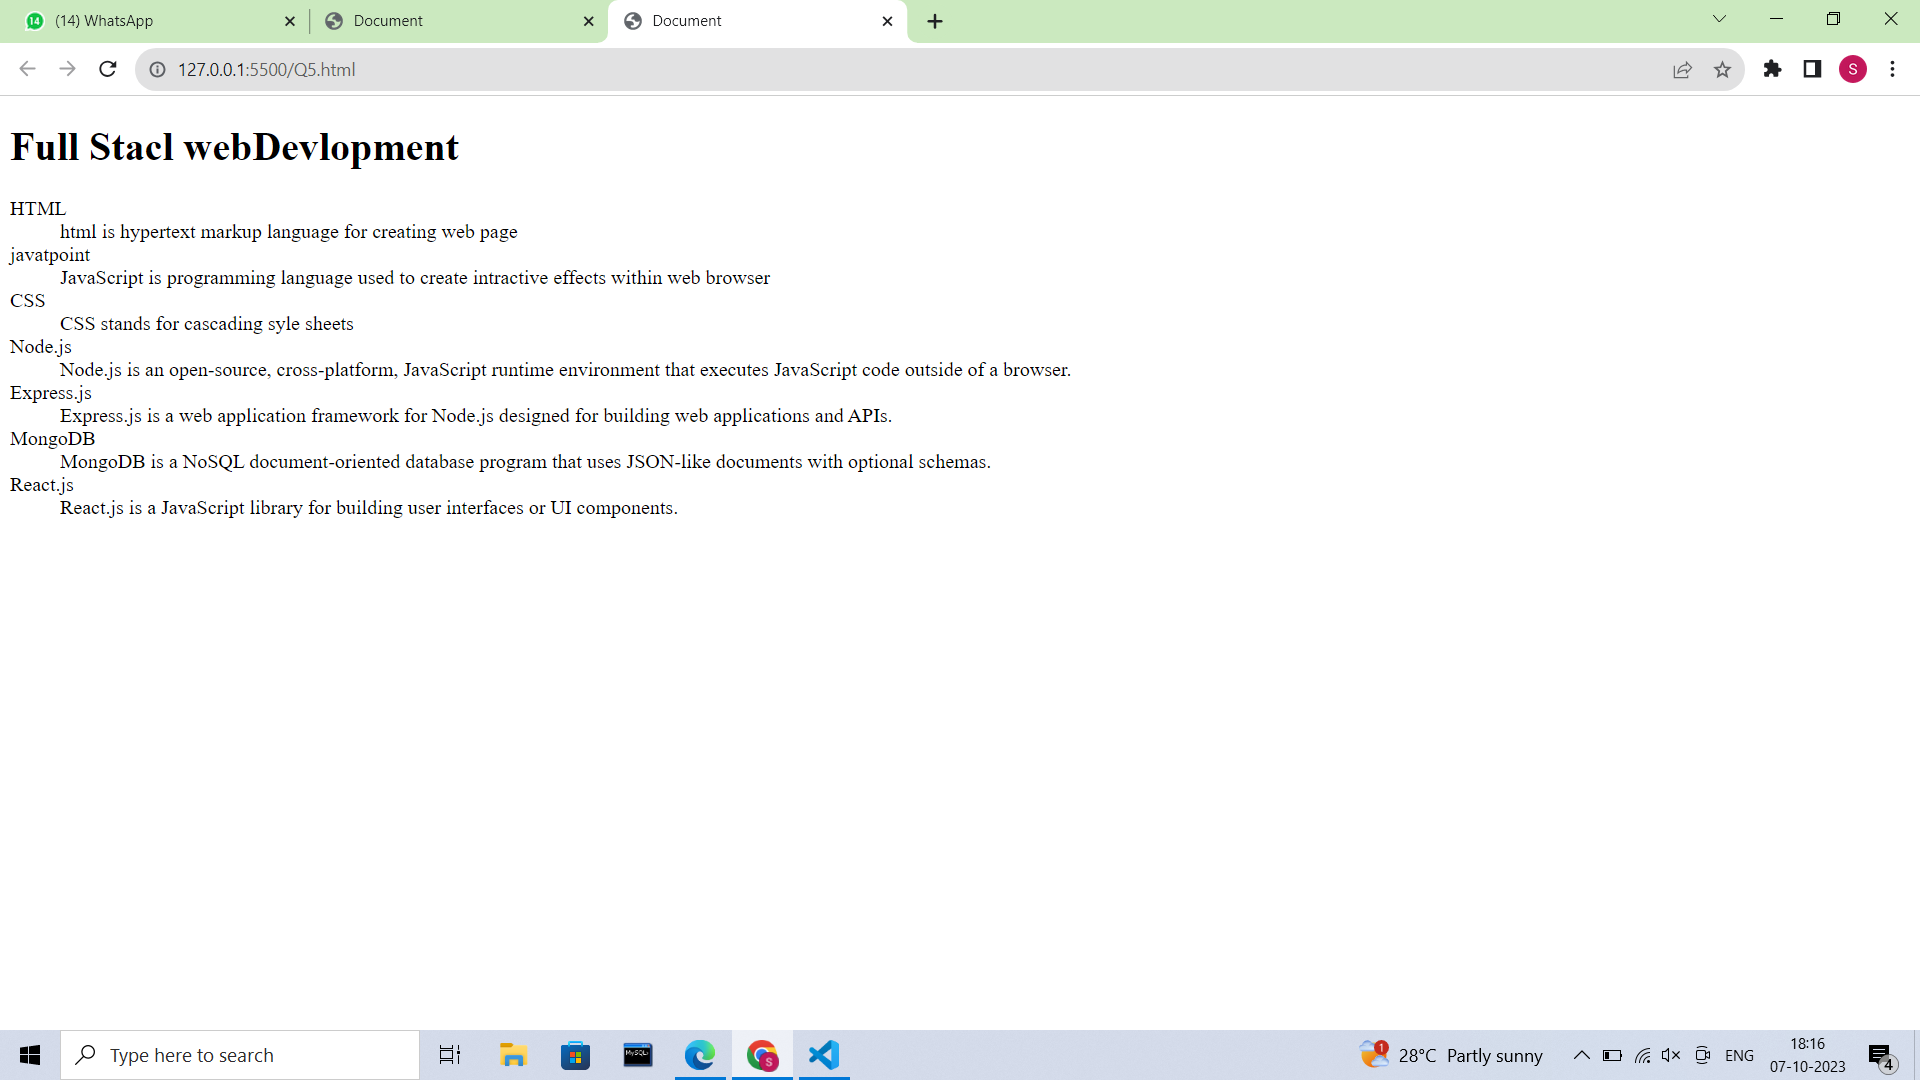 14 (14) WhatsApp
Document
Document
127.0.0.1:5500/Q5.html
S
Full Stacl webDevlopment
HTML
html is hypertext markup language for creating web page
javatpoint
JavaScript is programming language used to create intractive effects within web browser
CSS
CSS stands for cascading syle sheets
Node.js
Node.js is an open-source, cross-platform, JavaScript runtime environment that executes JavaScript code outside of a browser.
Express.js
Express.js is a web application framework for Node.js designed for building web applications and APIs.
MongoDB
MongoDB is a NoSQL document-oriented database program that uses JSON-like documents with optional schemas.
React.js
React.js is a JavaScript library for building user interfaces or UI components.
Type here to search
MySQL>
S
1
28°C Partly sunny
ENG
18:16
07-10-2023
4